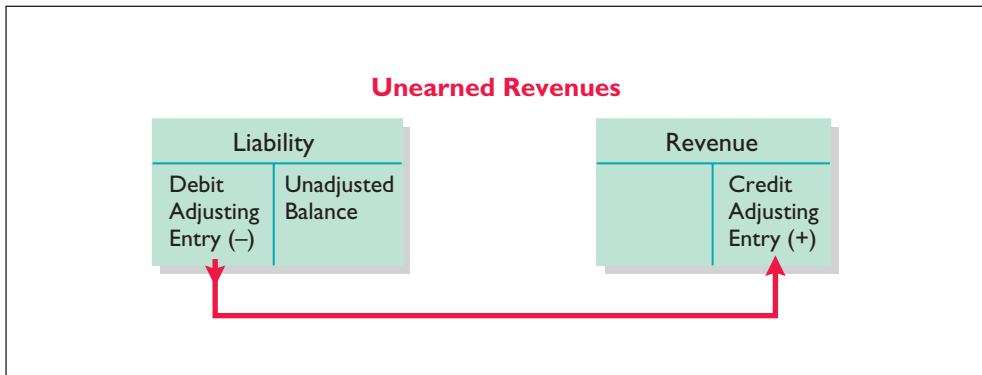 Unearned Revenues
Liability
Debit
Adjusting
Entry (–)
Unadjusted
Balance
Revenue
Credit
Adjusting
Entry (+)